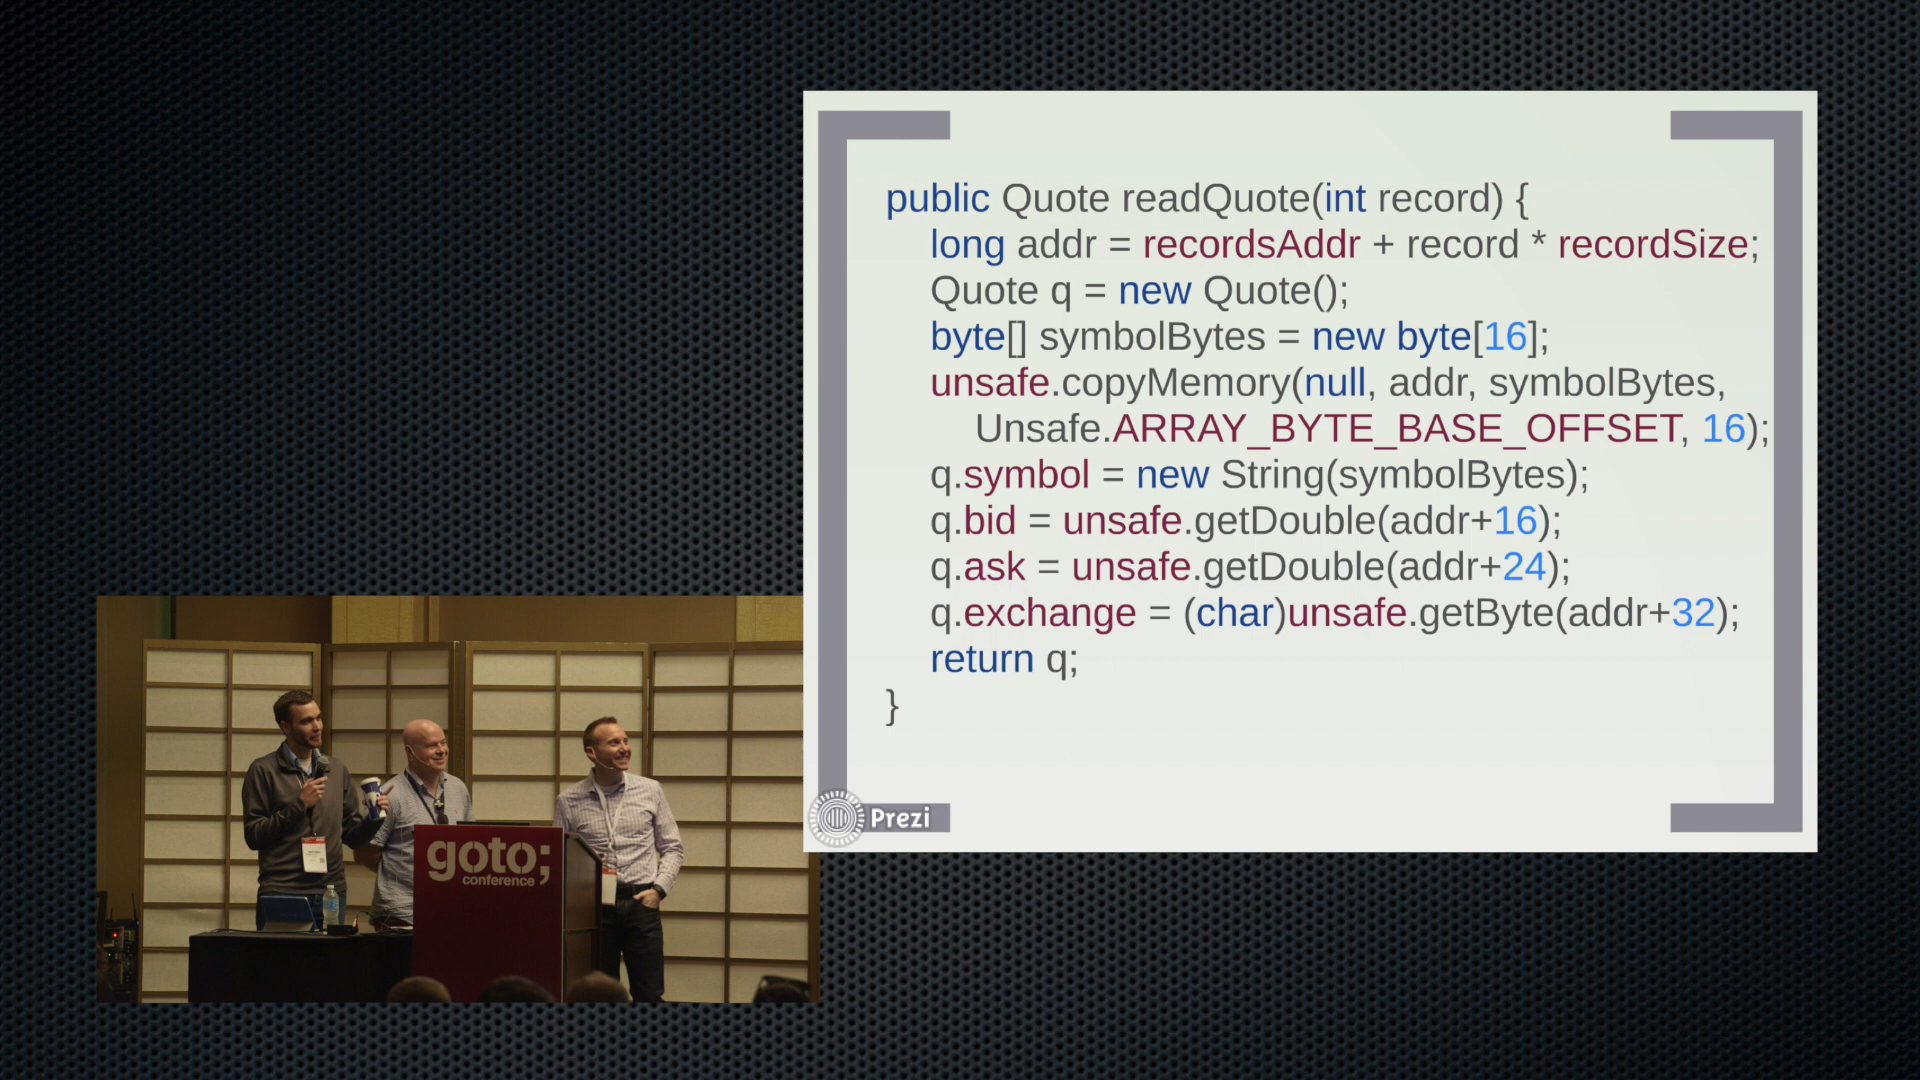 public Quote readQuote(int record) {
long addr = recordsAddr + record * recordSize;
Quote q = new Quote();
byte[] symbolBytes = new byte[16];
unsafe.copyMemory(null, addr, symbolBytes,
Unsafe.ARRAY_BYTE_BASE_OFFSET, 16);
q.symbol = new String(symbolBytes);
q.bid = unsafe.getDouble(addr+16);
q.ask = unsafe.getDouble(addr+24);
q.exchange = (char)unsafe.getByte(addr+32);
return q;
}
Prezi
goto;
conference